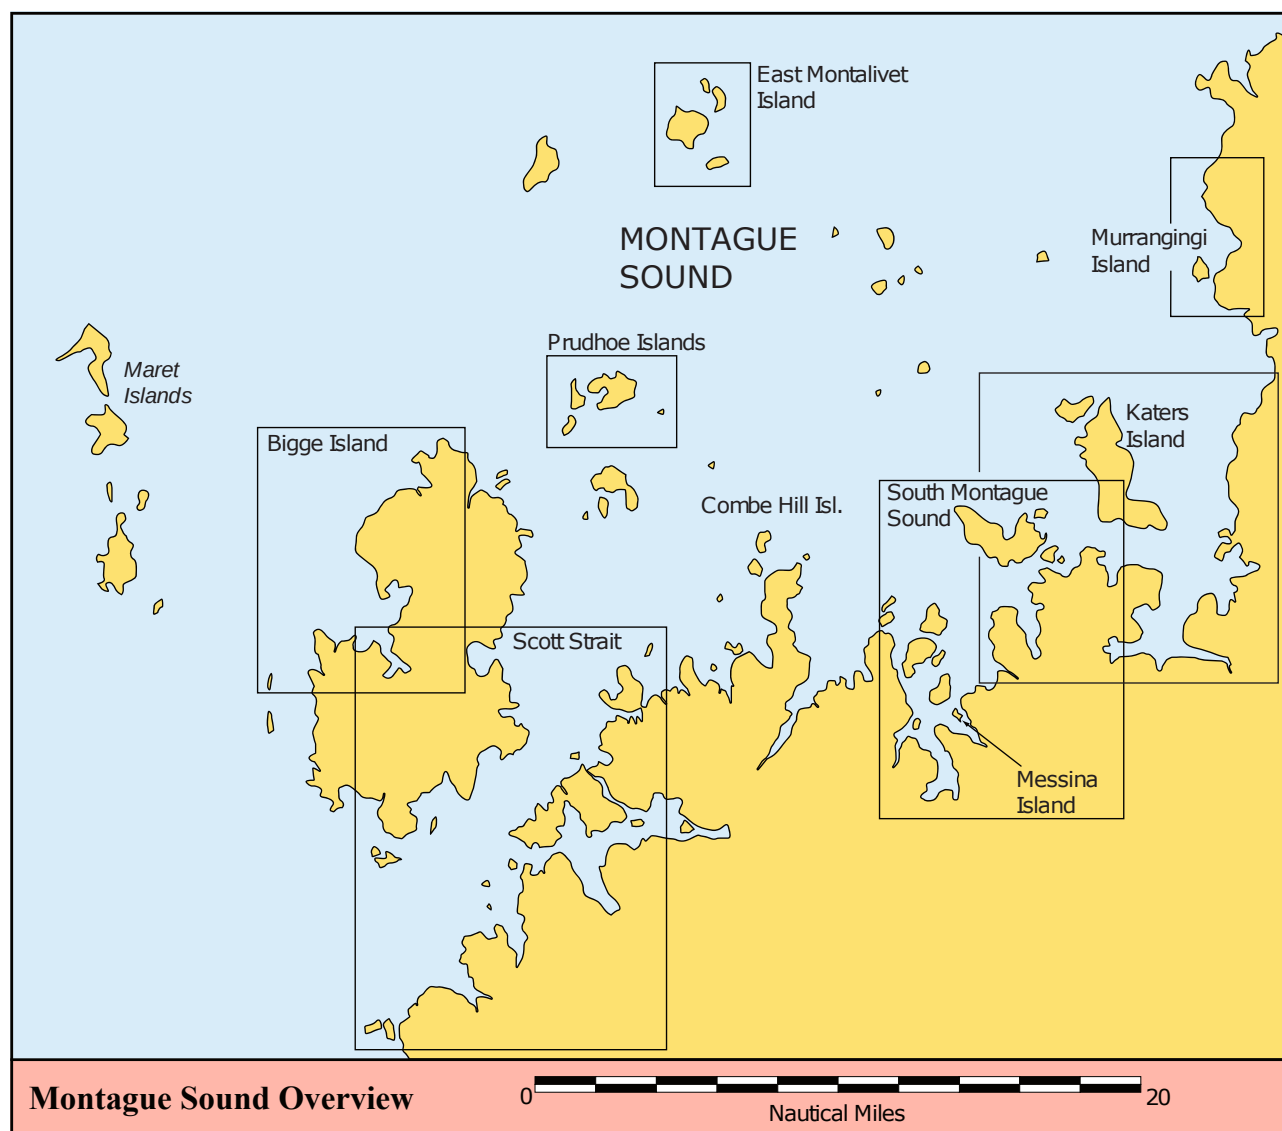 East Montalivet
Island
MONTAGUE
SOUND
Murrangingi
Island
Prudhoe Islands
Maret
Islands
Katers
Island
Bigge Island
South Montague
Sound
Combe Hill Isl.
Scott Strait
Messina
Island
Montague Sound Overview
0
20
Nautical Miles